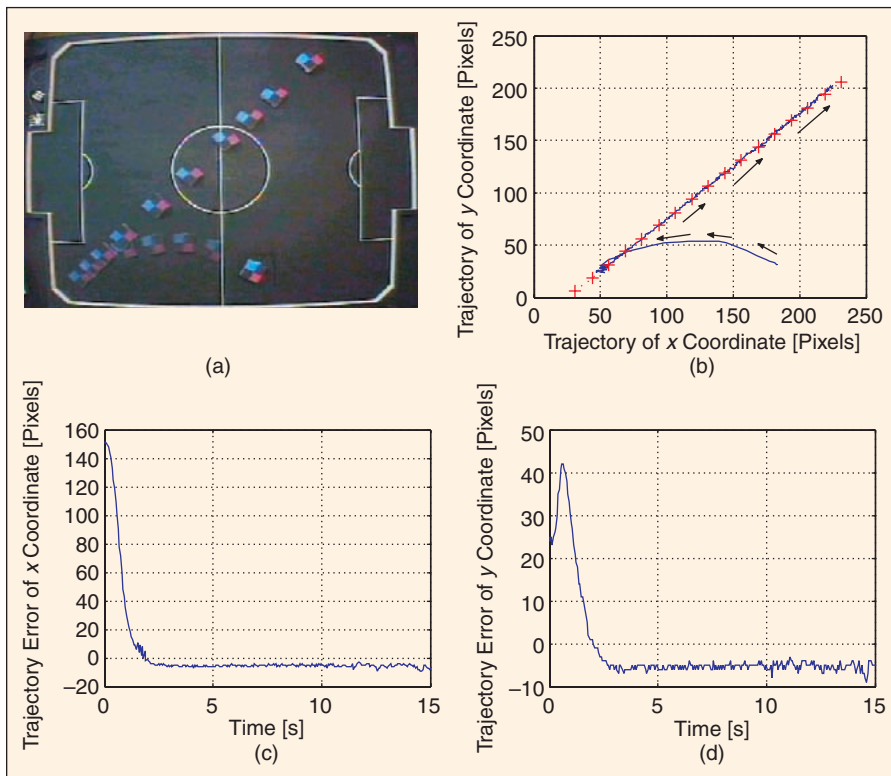 (a)
Trajectory of y Coordinate [Pixels]
250
200
150
100
50
0
0 50 100 150 200 250
Trajectory of x Coordinate [Pixels]
(b)
Trajectory Error of x Coordinate [Pixels]
160
140
120
100
80
60
40
20
0
–20
5 10 15
Time [s]
(c)
Trajectory Error of y Coordinate [Pixels]
50
40
30
20
10
0
–10
0 5 10 15
Time [s]
(d)